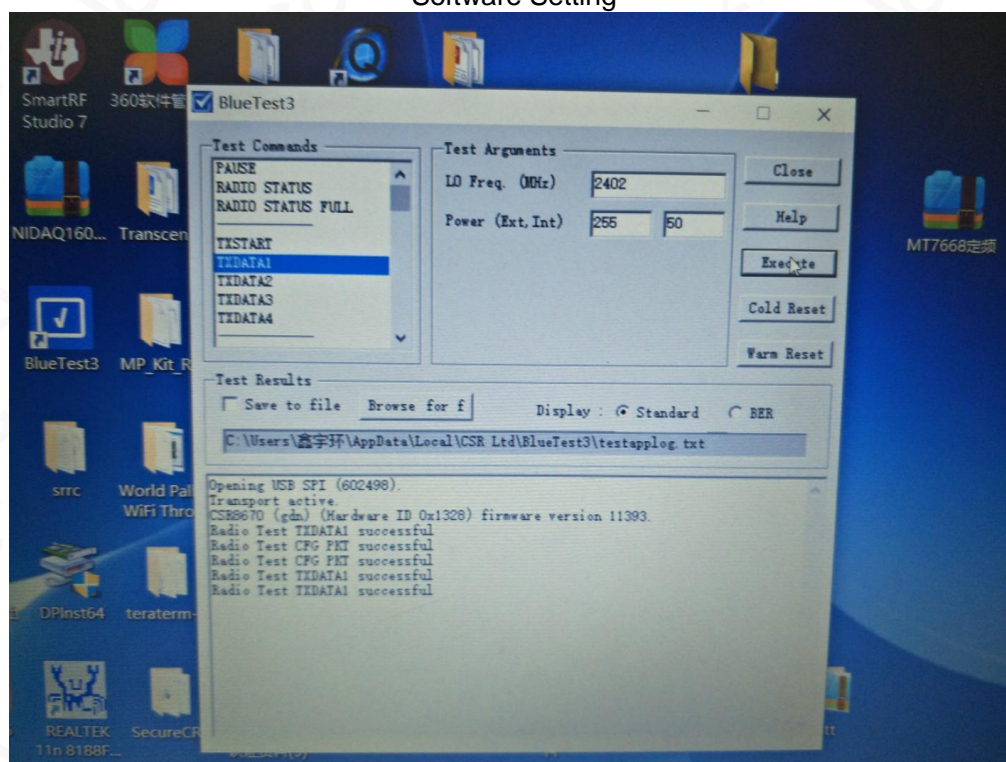 Software Setting
SmartRF
Studio 7
360软件管
BlueTest3
Test Commands
PAUSE
RADIO STATUS
RADIO STATUS FULL
TXSTART
TXDATA1
TXDATA2
TXDATA3
TXDATA4
Test Arguments
LO Freq. (MHz)
2402
Power (Ext,Int)
255
50
Close
Help
Execute
Cold Reset
Warm Reset
NIDAQ160...
Transcen
MT7668定频
BlueTest3
MP_Kit_R
Test Results
Save to file
Browse for f
Display :
Standard
BER
C:\Users\鑫宇环\AppData\Local\CSR Ltd\BlueTest3\testapplog.txt
srrc
World Pal
WiFi Thro
Opening USB SPI (602498).
Transport active.
CSR8670 (gdn) (Hardware ID 0x1328) firmware version 11393.
Radio Test TXDATA1 successful
Radio Test CFG PKT successful
Radio Test CFG PKT successful
Radio Test TXDATA1 successful
Radio Test TXDATA1 successful
DPInst64
teraterm-
REALTEK
11n 8188F...
SecureCR
tt